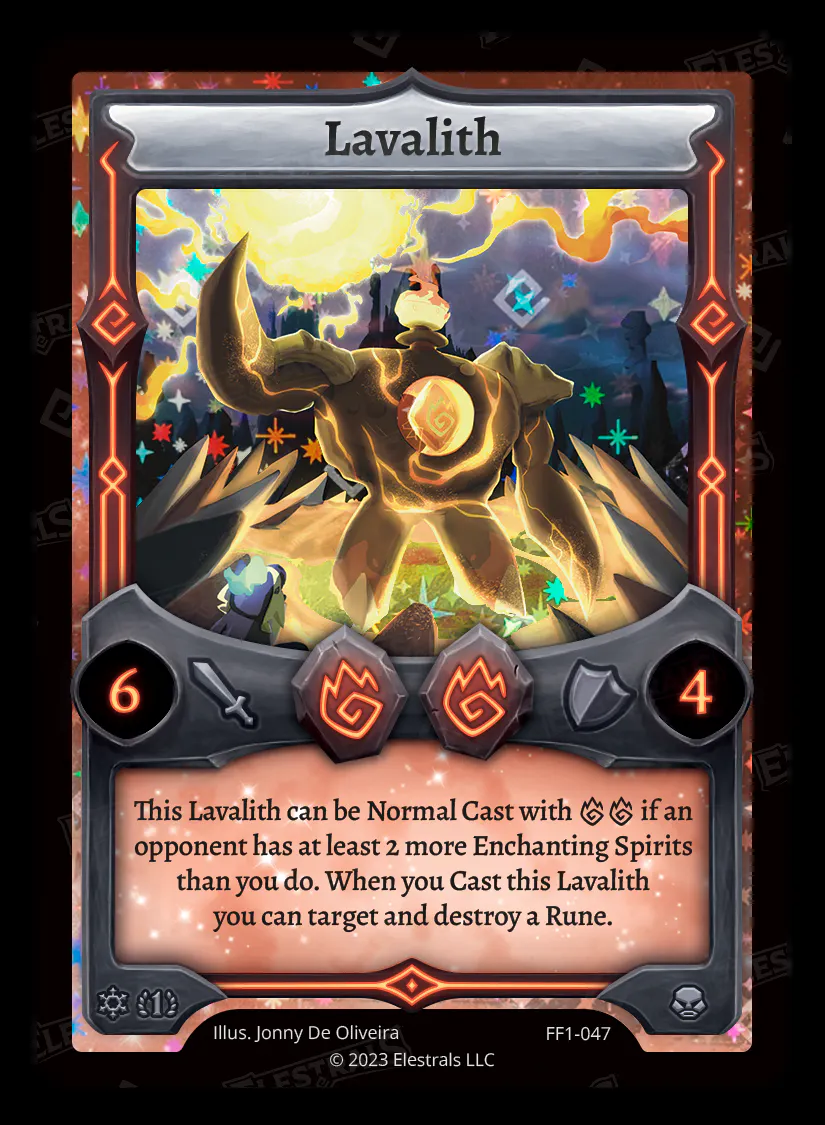 Lavalith
6
4
This Lavalith can be Normal Cast with if an
opponent has at least 2 more Enchanting Spirits
than you do. When you Cast this Lavalith
you can target and destroy a Rune.
1
Illus. Jonny De Oliveira
FF1-047
© 2023 Elestrals LLC
ELESTRALS